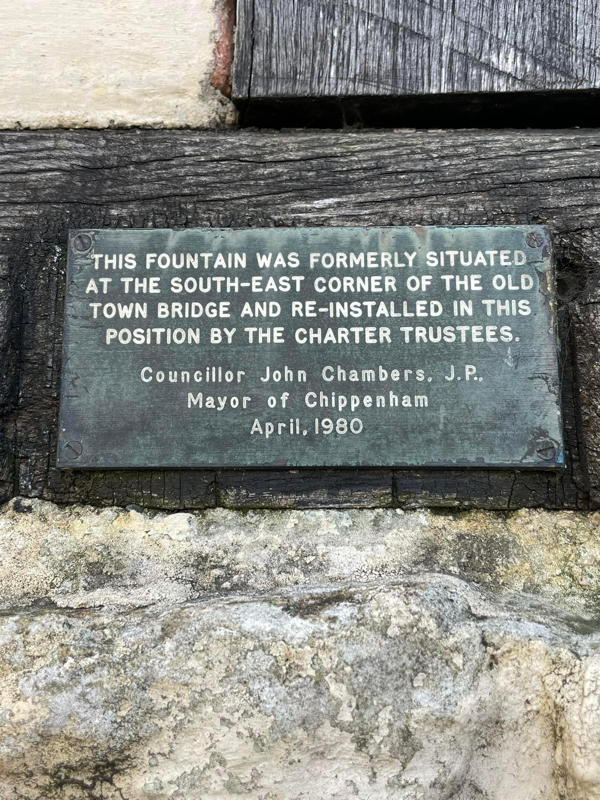 THIS FOUNTAIN WAS FORMERLY SITUATED
AT THE SOUTH-EAST CORNER OF THE OLD
TOWN BRIDGE AND RE-INSTALLED IN THIS
POSITION BY THE CHARTER TRUSTEES.
Councillor John Chambers, J.P.,
Mayor of Chippenham
April, 1980